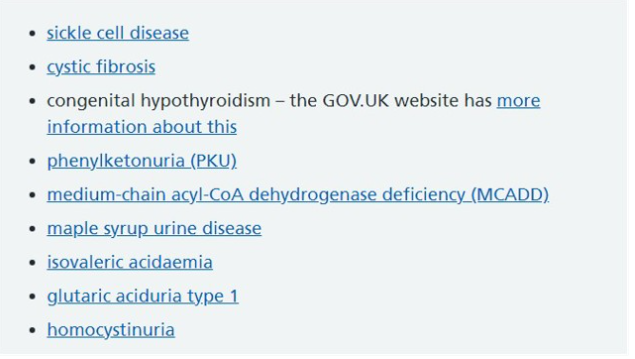 • sickle cell disease
• cystic fibrosis
• congenital hypothyroidism – the GOV.UK website has more
information about this
• phenylketonuria (PKU)
• medium-chain acyl-CoA dehydrogenase deficiency (MCADD)
• maple syrup urine disease
• isovaleric acidaemia
• glutaric aciduria type 1
• homocystinuria